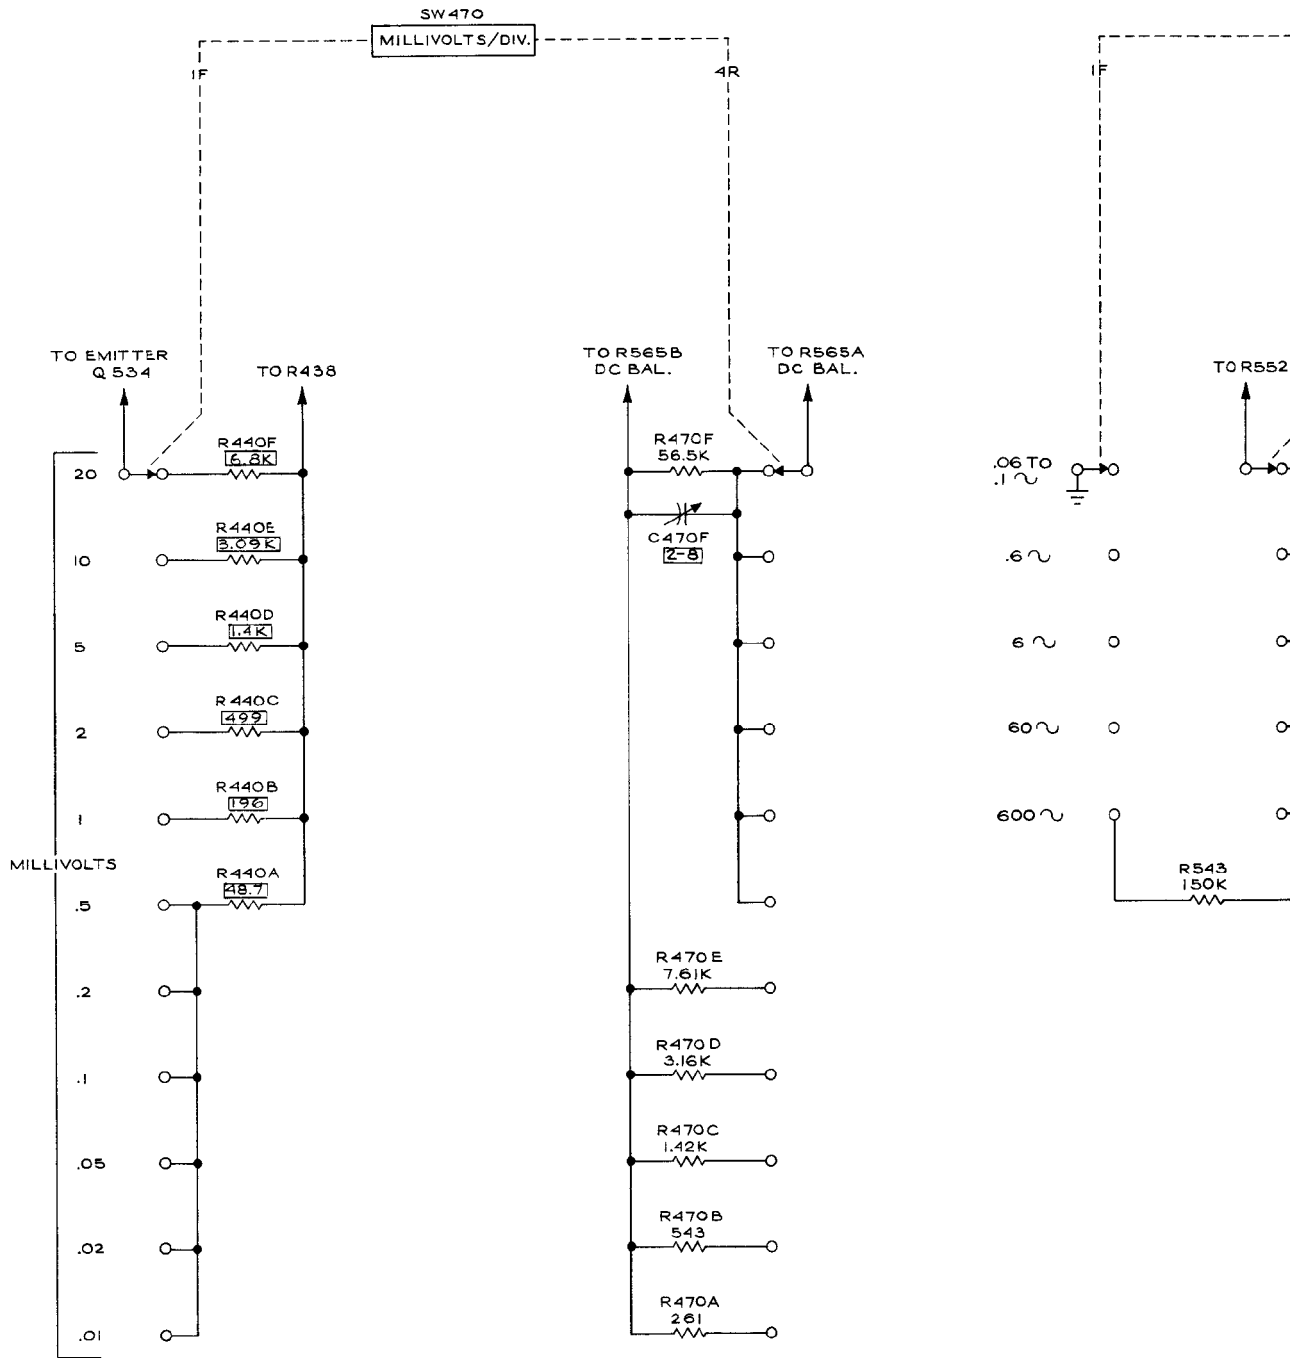 SW470
MILLIVOLTS/DIV.
1F
4R
1F
TO EMITTER
Q534
TO R438
TO R565B
DC BAL.
TO R565A
DC BAL.
TO R552
R440F
6.8K
20
R470F
56.5K
.06 TO
.1∿
C470F
2-8
R440E
3.09K
10
.6∿
R440D
1.4K
5
6∿
R440C
499
2
60∿
R440B
196
1
600∿
MILLIVOLTS
R440A
48.7
.5
R543
150K
R470E
7.61K
.2
R470D
3.16K
.1
R470C
1.42K
.05
R470B
543
.02
R470A
261
.01